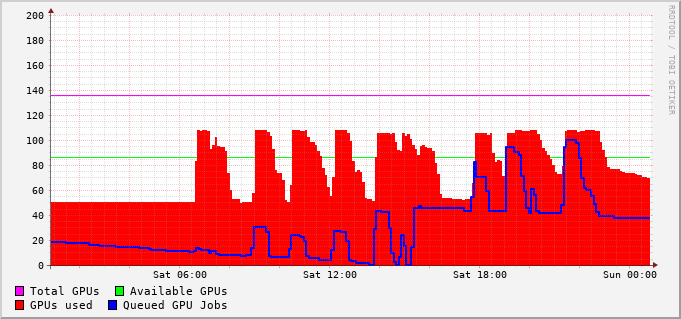 200
180
160
140
120
100
80
60
40
20
0
Sat 06:00 Sat 12:00 Sat 18:00 Sun 00:00
Total GPUs Available GPUs
GPUs used Queued GPU Jobs
RRDTOOL / TOBI OETIKER